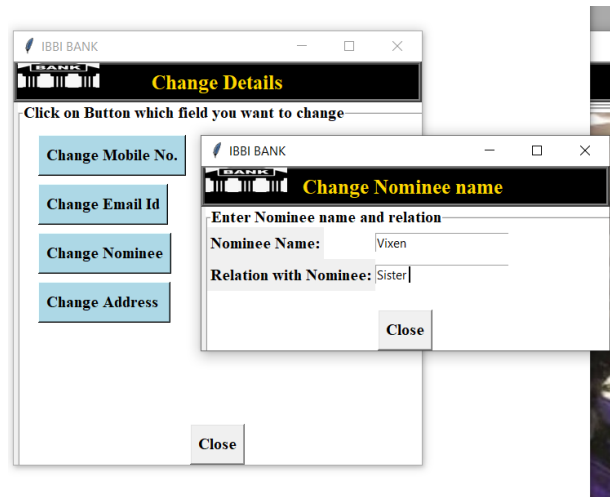 IBBI BANK
BANK
Change Details
Click on Button which field you want to change
Change Mobile No.
Change Email Id
Change Nominee
Change Address
Close
IBBI BANK
BANK
Change Nominee name
Enter Nominee name and relation
Nominee Name: Vixen
Relation with Nominee: Sister
Close